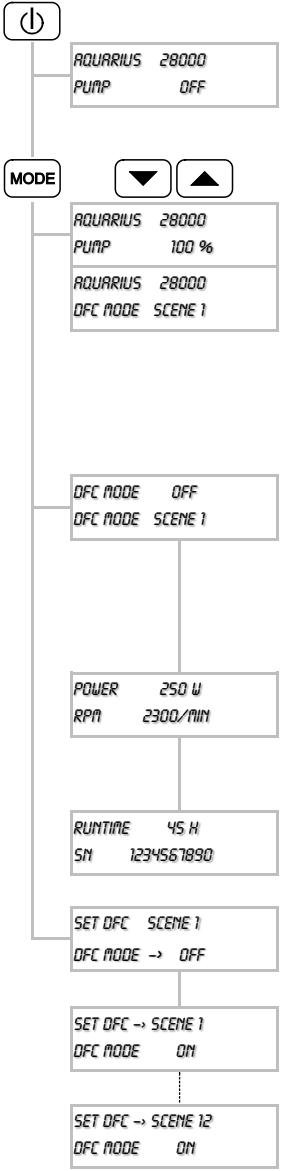 AQUARIUS 28000
PUMP OFF
MODE
AQUARIUS 28000
PUMP 100 %
AQUARIUS 28000
DFC MODE SCENE 1
DFC MODE OFF
DFC MODE SCENE 1
POWER 250 W
RPM 2300/MIN
RUNTIME 45 H
SN 1234567890
SET DFC SCENE 1
DFC MODE -> OFF
SET DFC -> SCENE 1
DFC MODE ON
SET DFC -> SCENE 12
DFC MODE ON